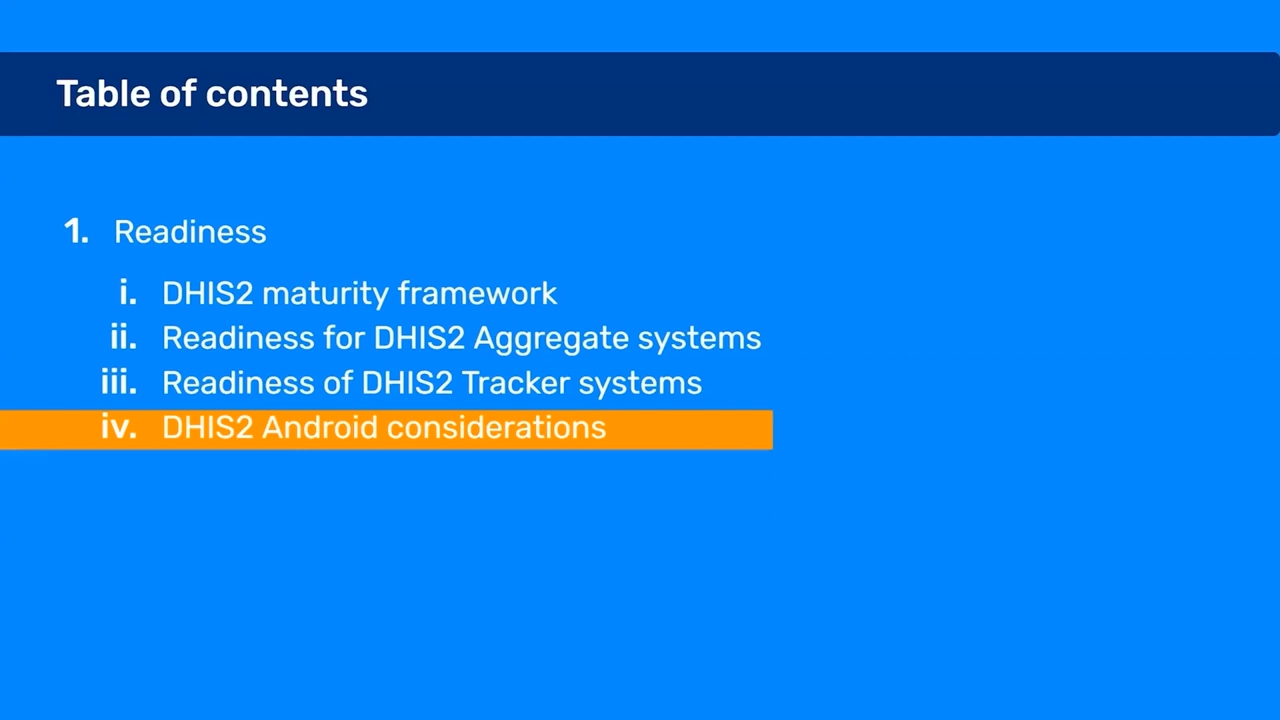 Table of contents
1. Readiness
i. DHIS2 maturity framework
ii. Readiness for DHIS2 Aggregate systems
iii. Readiness of DHIS2 Tracker systems
iv. DHIS2 Android considerations